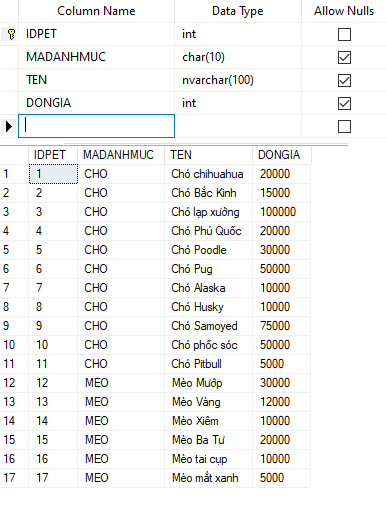 Column Name Data Type Allow Nulls
IDPET int
MADANHMUC char(10)
TEN nvarchar(100)
DONGIA int
IDPET MADANHMUC TEN DONGIA
1 1 CHO Chó chihuahua 20000
2 2 CHO Chó Bắc Kinh 15000
3 3 CHO Chó lạp xưởng 100000
4 4 CHO Chó Phú Quốc 20000
5 5 CHO Chó Poodle 30000
6 6 CHO Chó Pug 50000
7 7 CHO Chó Alaska 10000
8 8 CHO Chó Husky 10000
9 9 CHO Chó Samoyed 75000
10 10 CHO Chó phốc sóc 50000
11 11 CHO Chó Pitbull 5000
12 12 MEO Mèo Mướp 30000
13 13 MEO Mèo Vàng 12000
14 14 MEO Mèo Xiêm 10000
15 15 MEO Mèo Ba Tư 20000
16 16 MEO Mèo tai cụp 10000
17 17 MEO Mèo mắt xanh 5000